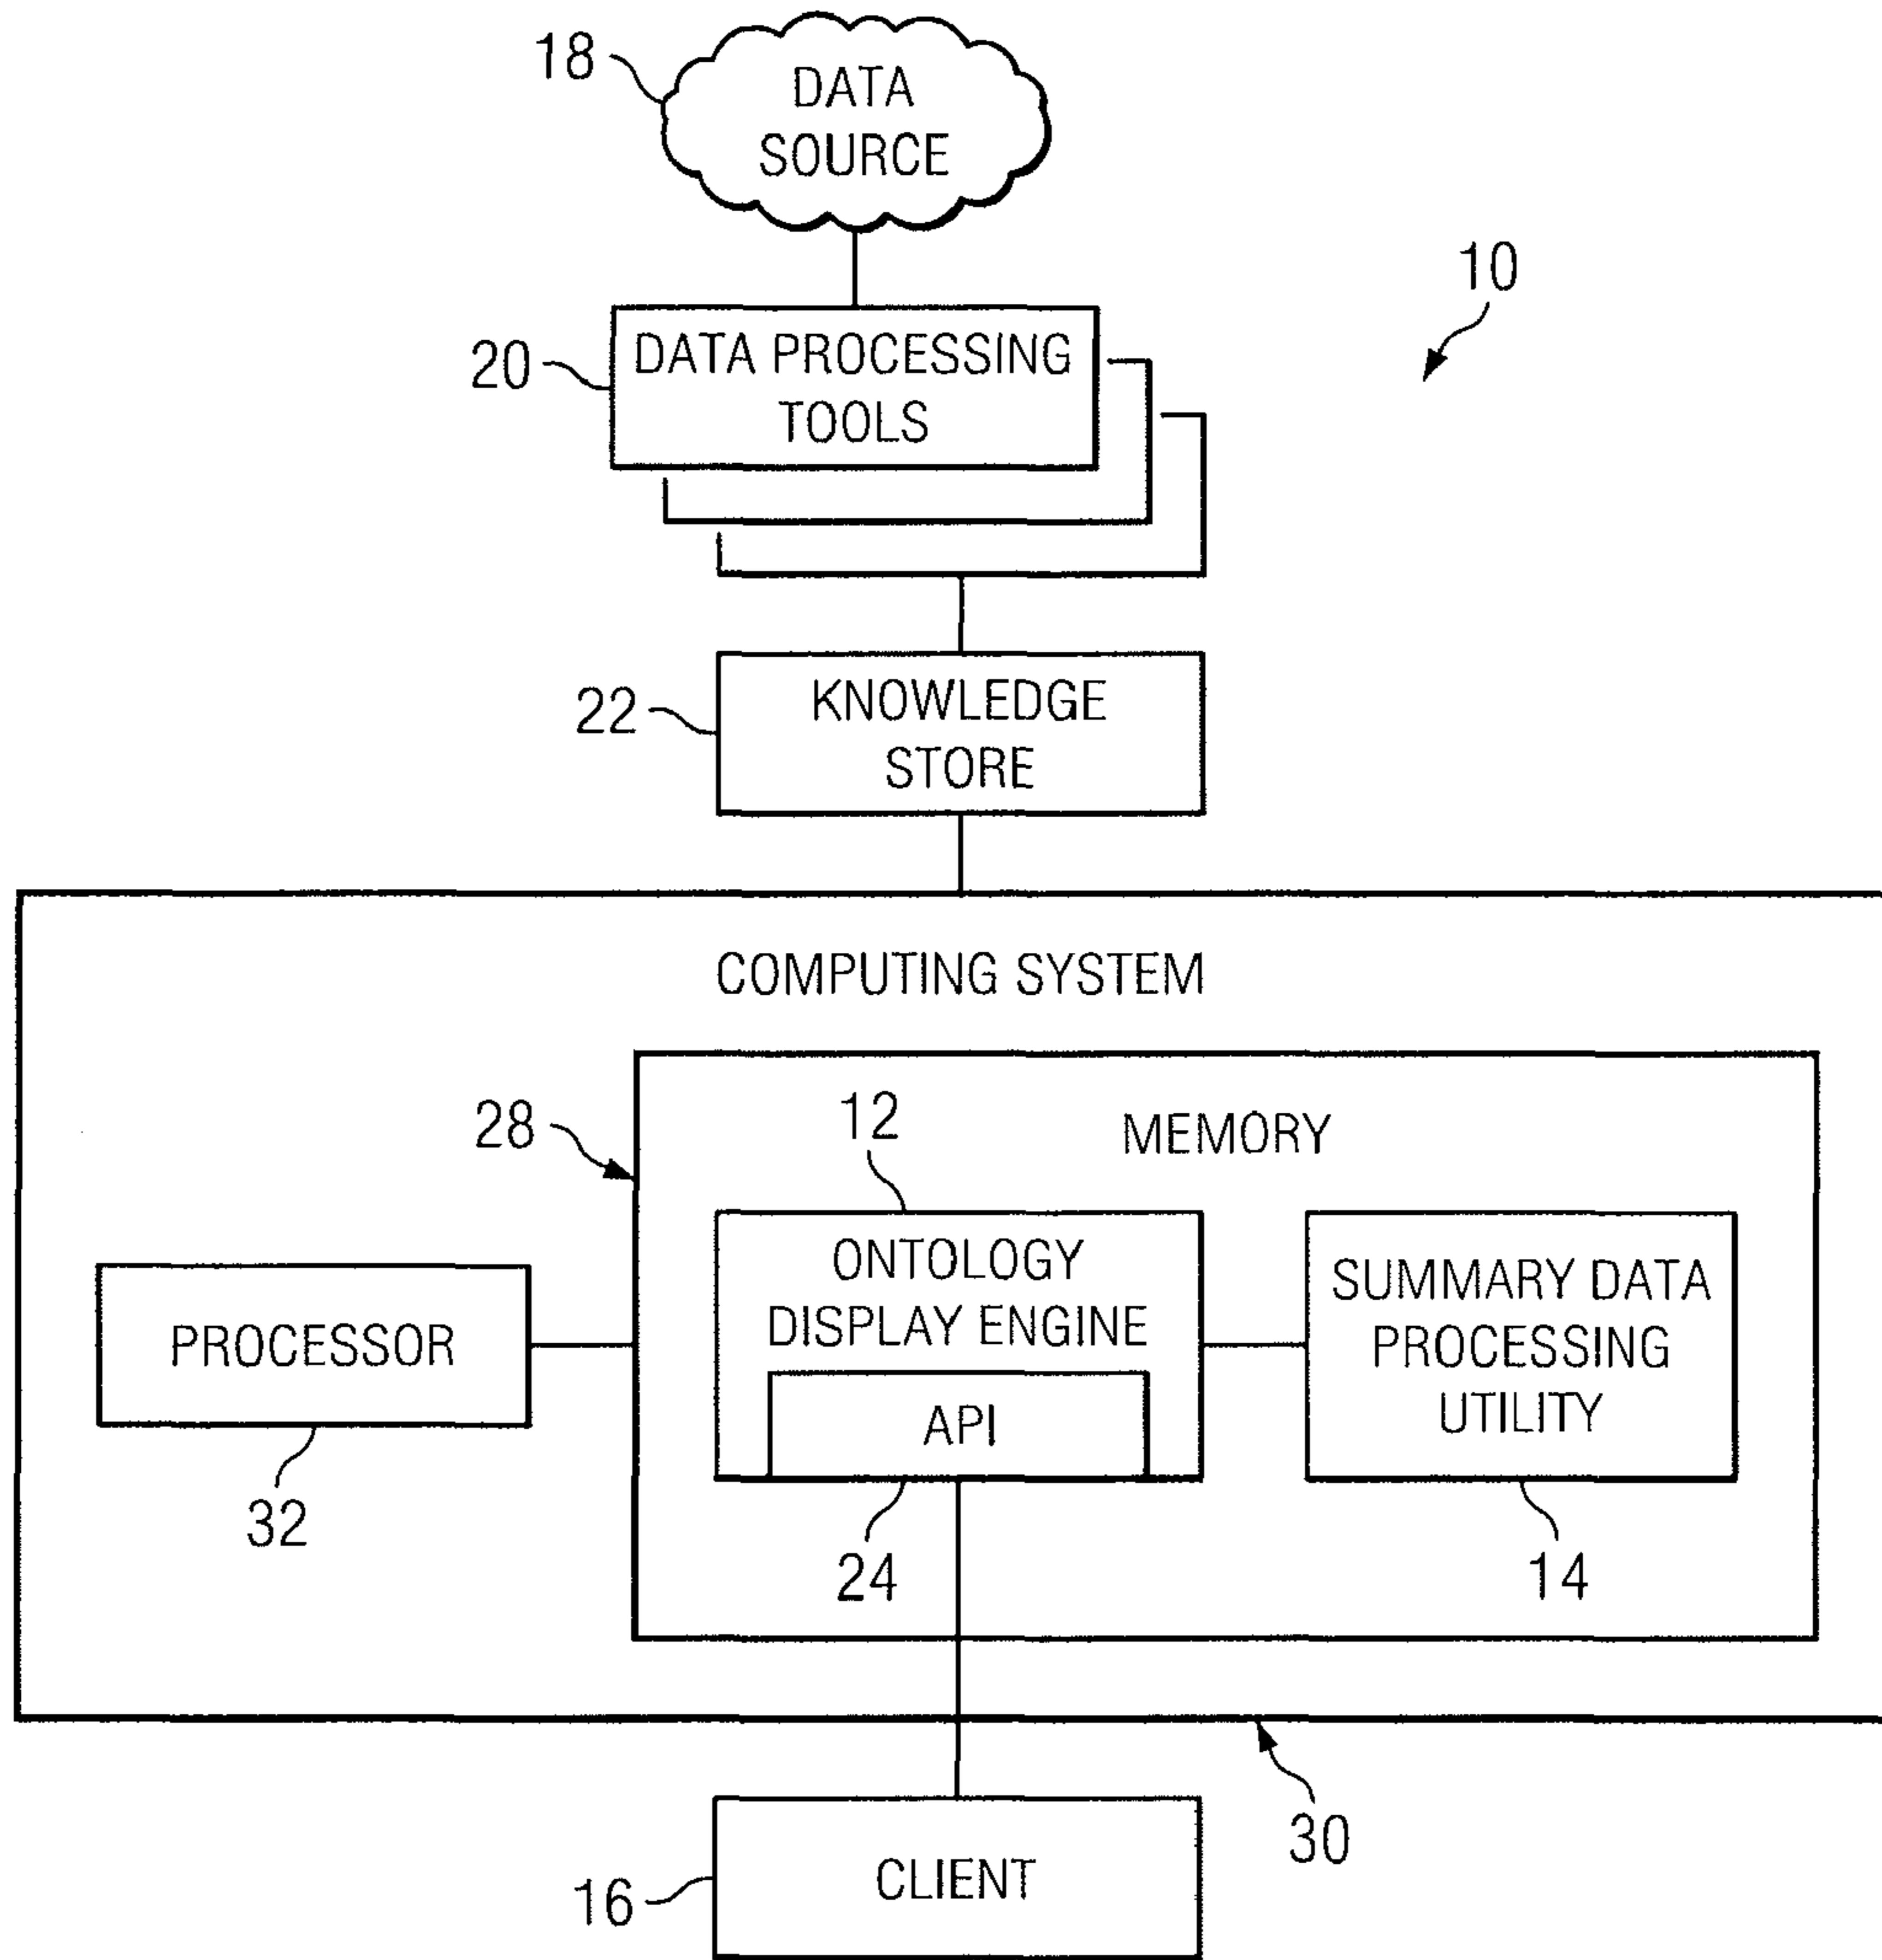 18
DATA
SOURCE
10
20
DATA PROCESSING
TOOLS
22
KNOWLEDGE
STORE
COMPUTING SYSTEM
28
12
MEMORY
ONTOLOGY
DISPLAY ENGINE
API
SUMMARY DATA
PROCESSING
UTILITY
PROCESSOR
32
24
14
30
16
CLIENT